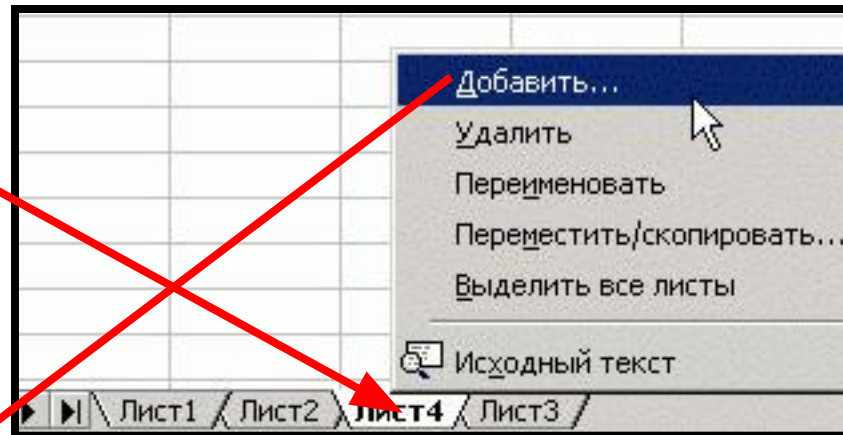 Добавить...
Удалить
Переименовать
Переместить/скопировать...
Выделить все листы
Исходный текст
Лист1 Лист2 Лист4 Лист3